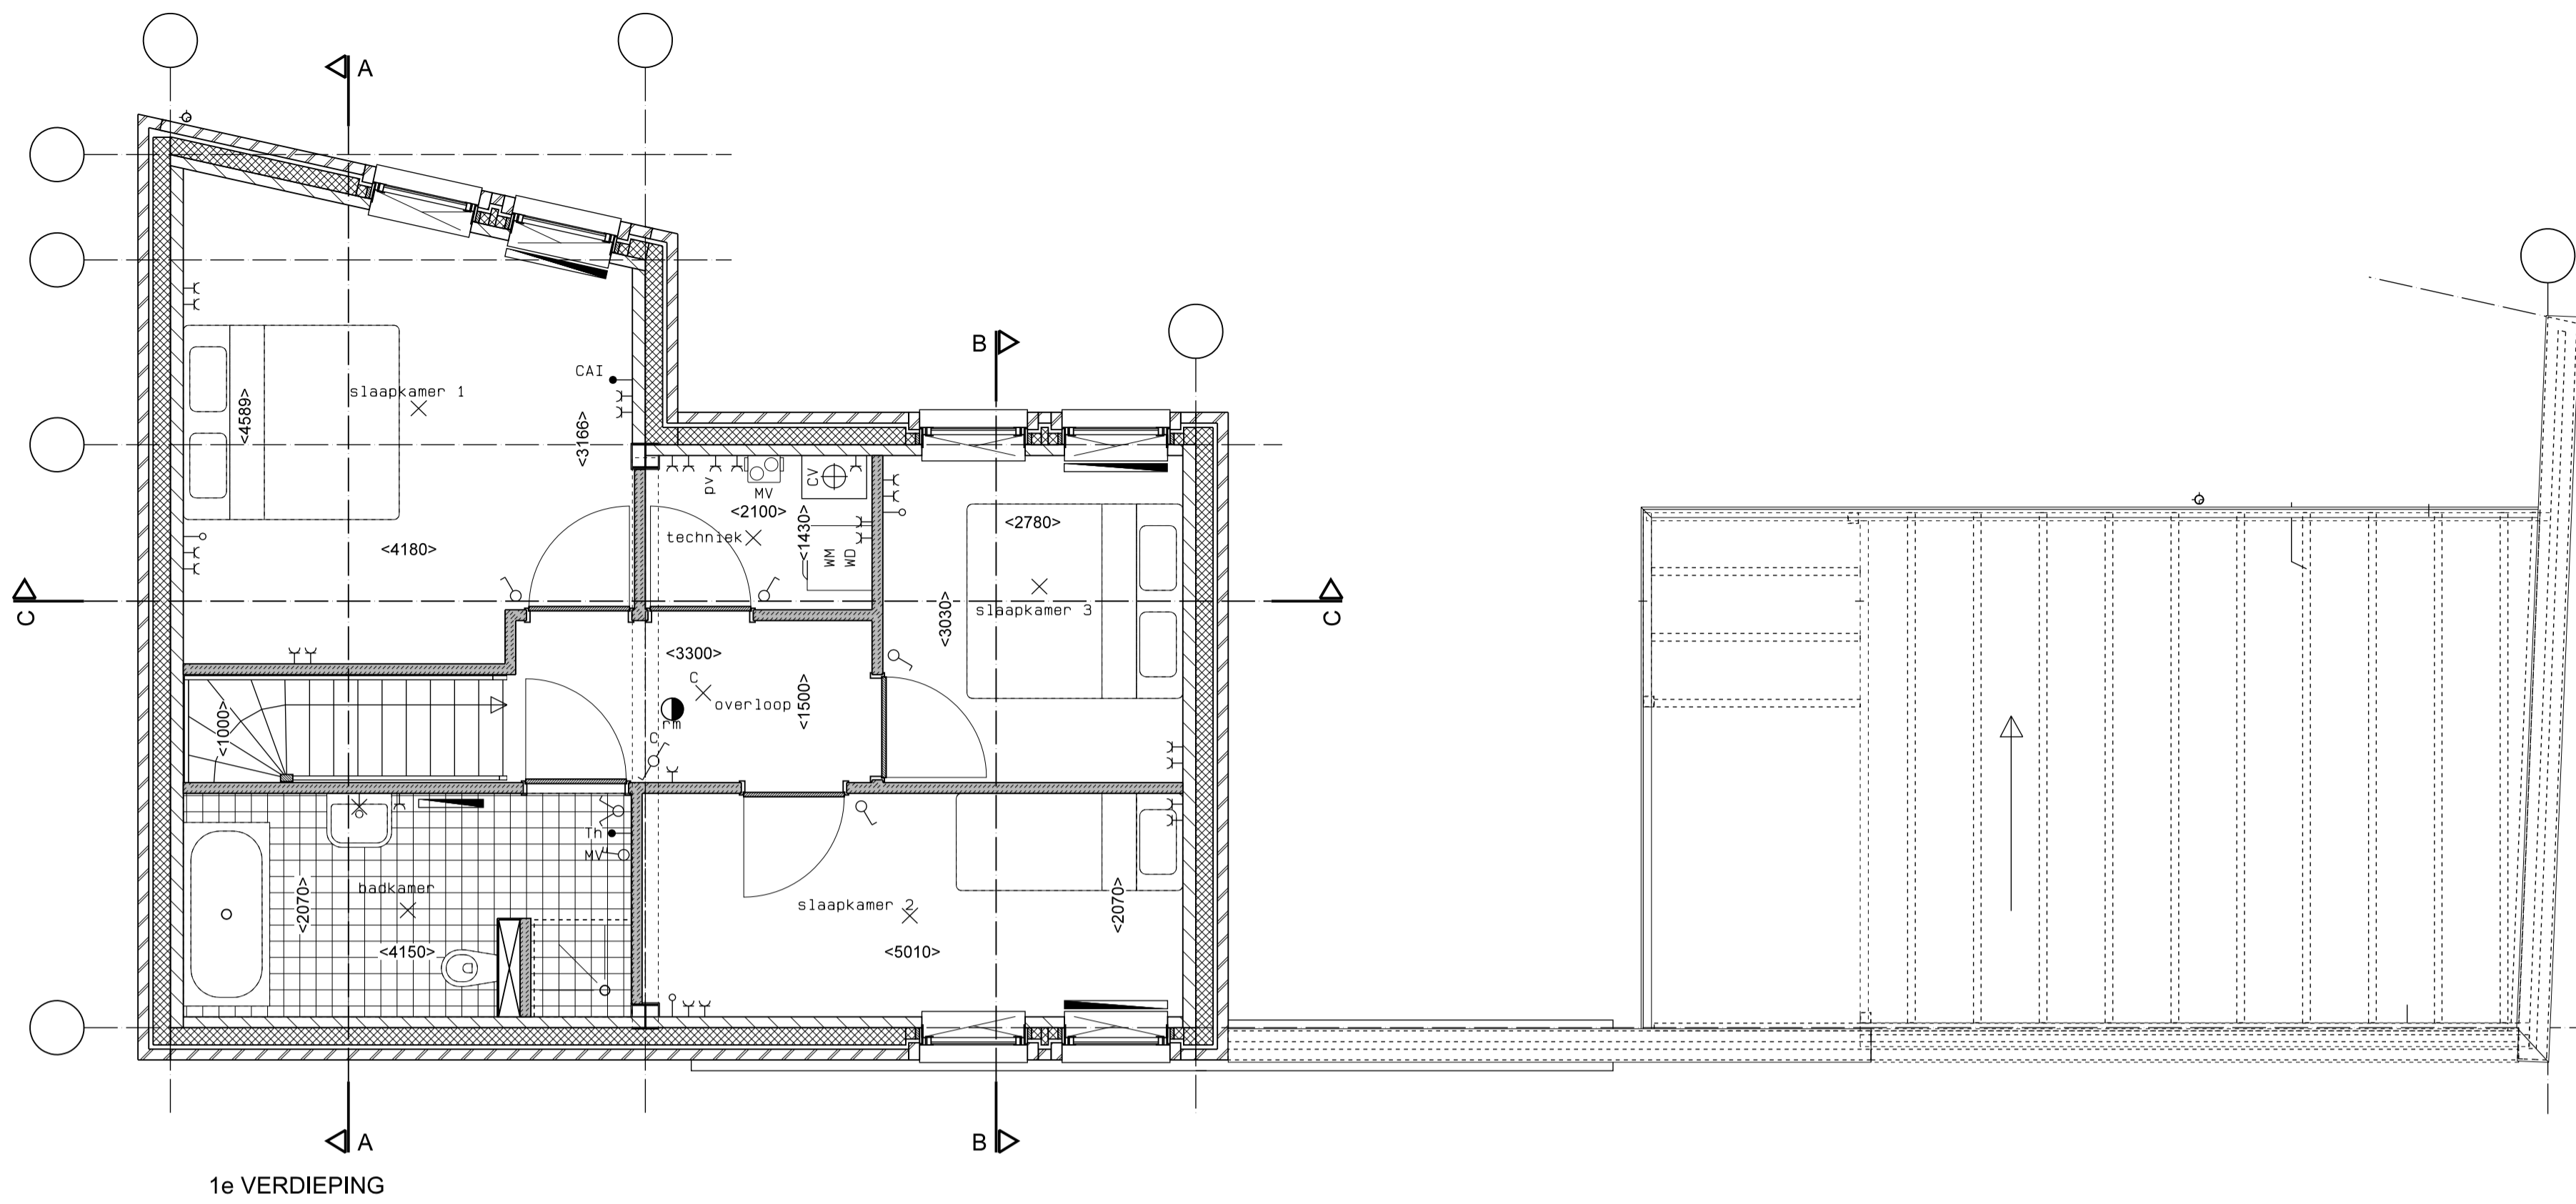 A
B
CAI
slaapkamer 1
<4589>
<3166>
pv
MV
CV
<2100>
<2780>
techniek
<1430>
WM
WD
<4180>
C
C
slaapkamer 3
<3030>
<3300>
C
overloop
<1500>
rm
<1000>
C
Th
MV
badkamer
<2070>
slaapkamer 2
<2070>
<4150>
<5010>
A
B
1e VERDIEPING